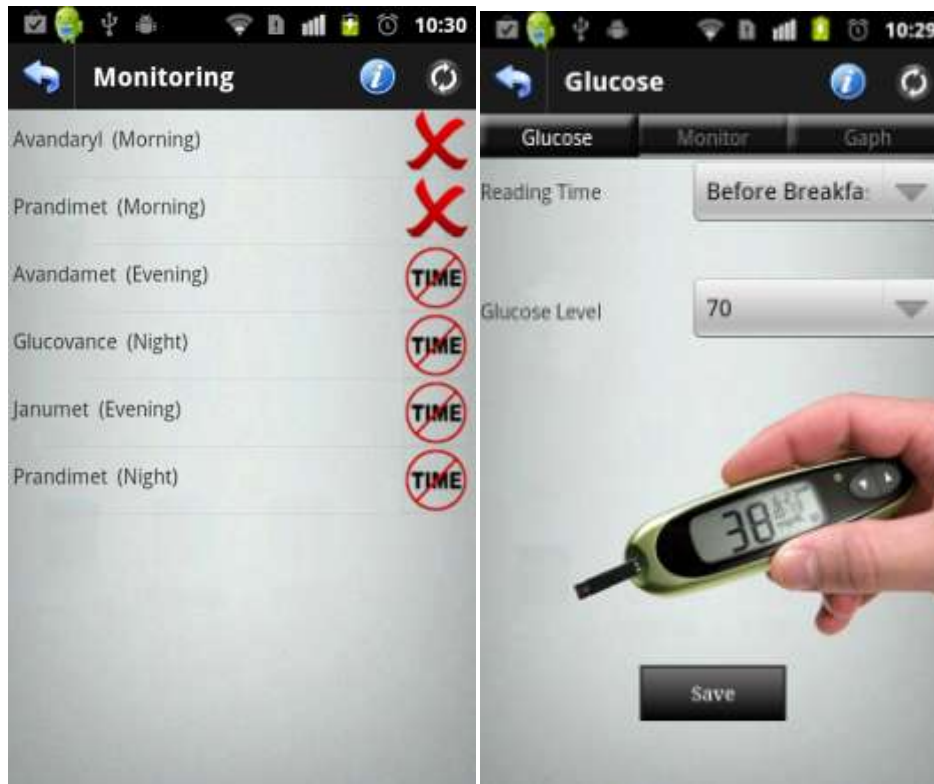 10:30
Monitoring
Avandaryl (Morning)
Prandimet (Morning)
Avandamet (Evening)
TIME
Glucovance (Night)
TIME
Janumet (Evening)
TIME
Prandimet (Night)
TIME
10:29
Glucose
Glucose Monitor Gaph
Reading Time Before Breakfa
Glucose Level 70
38
Save